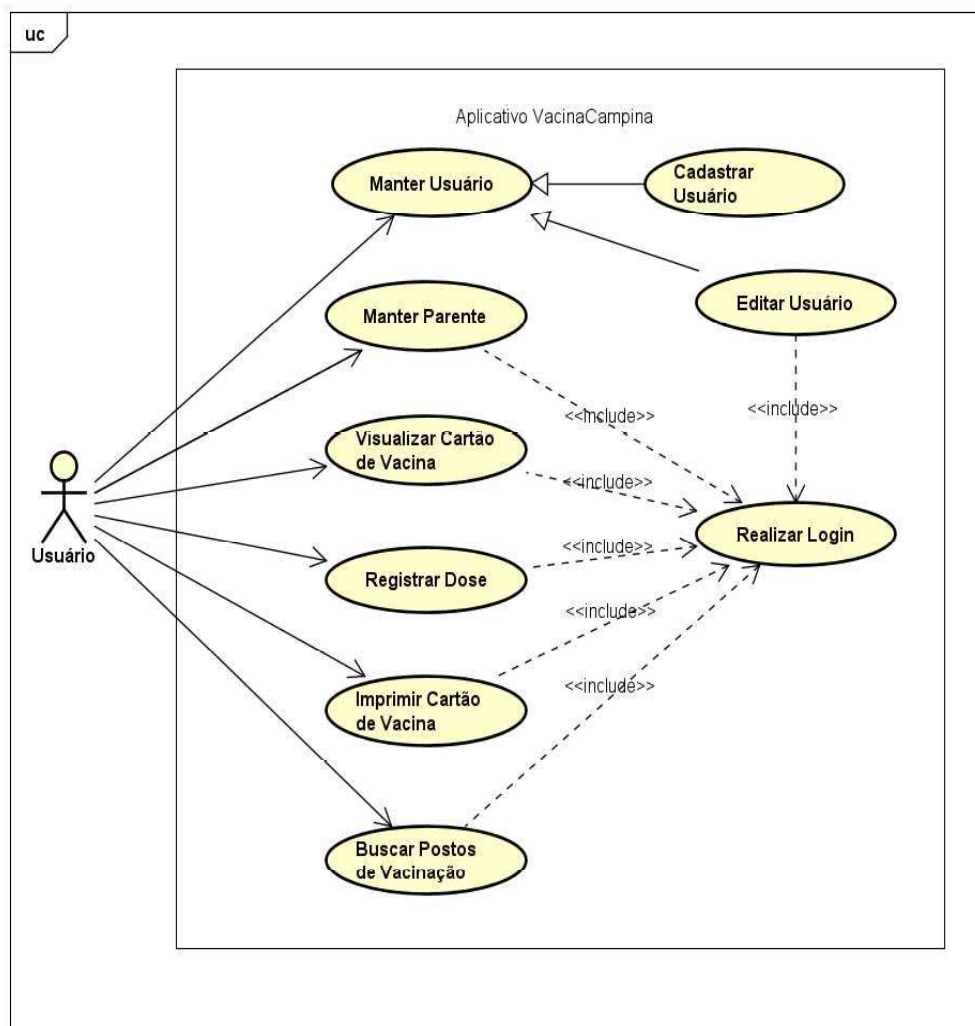 uc
Aplicativo VacinaCampina
Manter Usuário
Cadastrar
Usuário
Manter Parente
Editar Usuário
<<include>>
<<include>>
Visualizar Cartão
de Vacina
<<include>>
Usuário
Realizar Login
<<include>>
Registrar Dose
<<include>>
<<include>>
Imprimir Cartão
de Vacina
Buscar Postos
de Vacinação